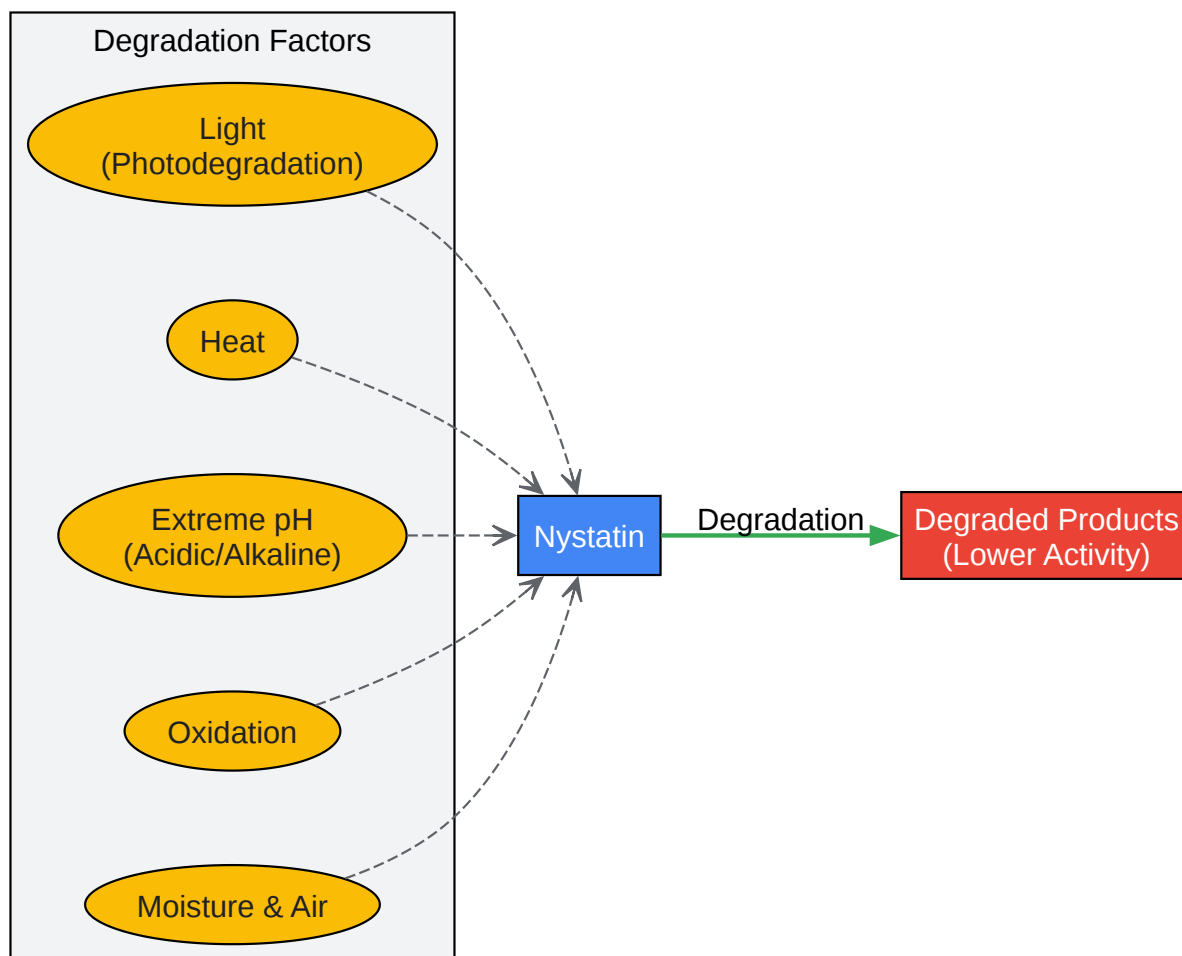 Degradation Factors
Light
(Photodegradation)
Heat
Extreme pH
(Acidic/Alkaline)
Oxidation
Moisture & Air
Nystatin
Degradation
Degraded Products
(Lower Activity)